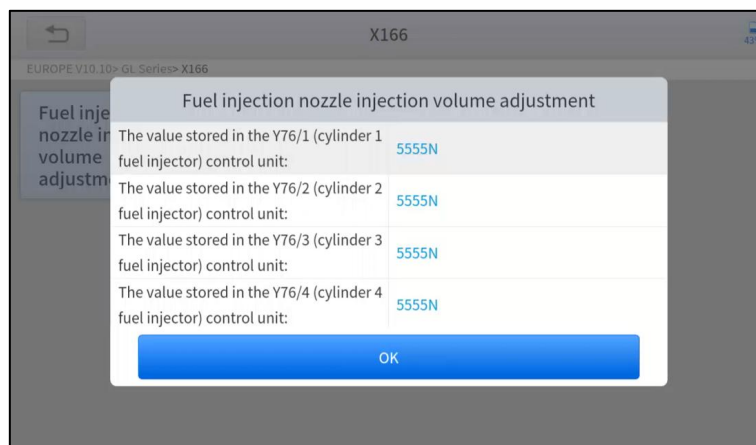 X166
43
EUROPE V10.10> GL Series> X166
Fuel inje
nozzle in
volume
adjustm
Fuel injection nozzle injection volume adjustment
The value stored in the Y76/1 (cylinder 1
fuel injector) control unit:
5555N
The value stored in the Y76/2 (cylinder 2
fuel injector) control unit:
5555N
The value stored in the Y76/3 (cylinder 3
fuel injector) control unit:
5555N
The value stored in the Y76/4 (cylinder 4
fuel injector) control unit:
5555N
OK